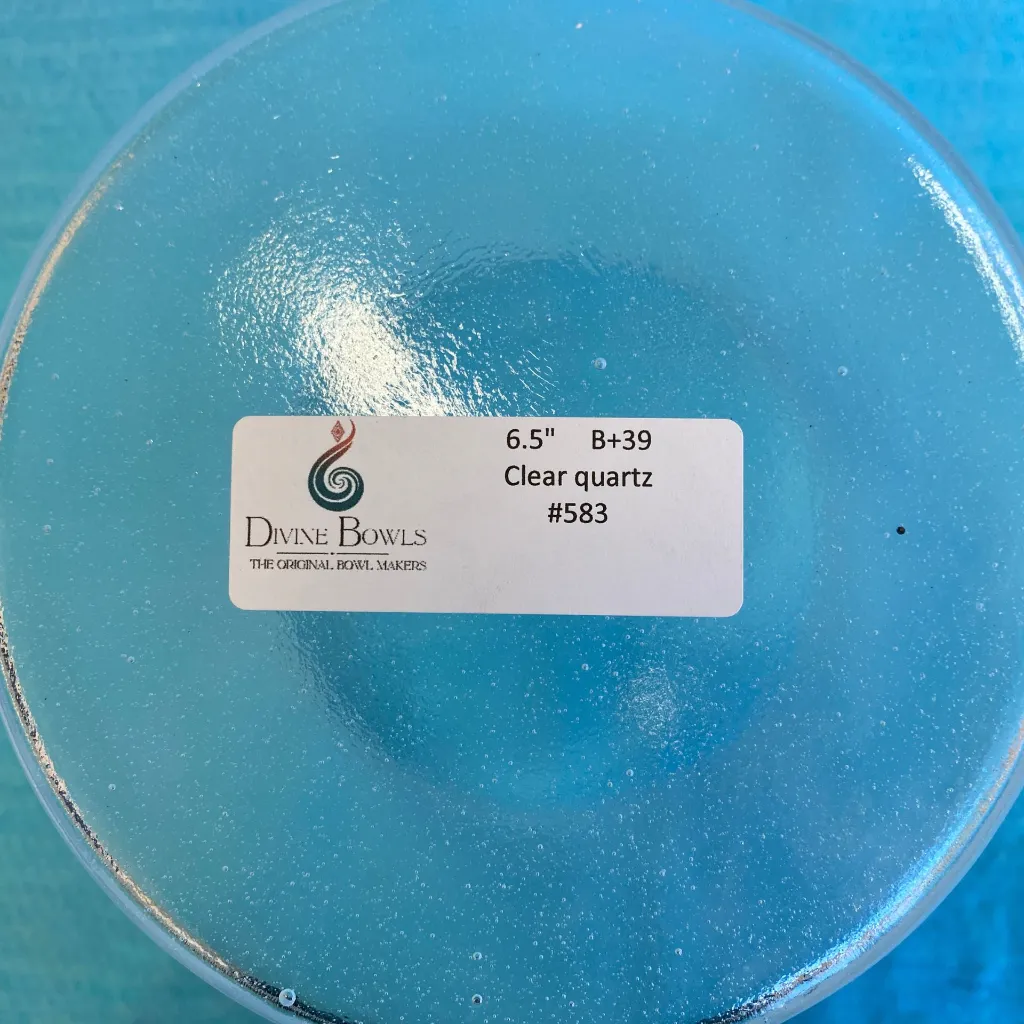 6.5" B+39
Clear quartz
#583
DIVINE BOWLS
THE ORIGINAL BOWL MAKERS